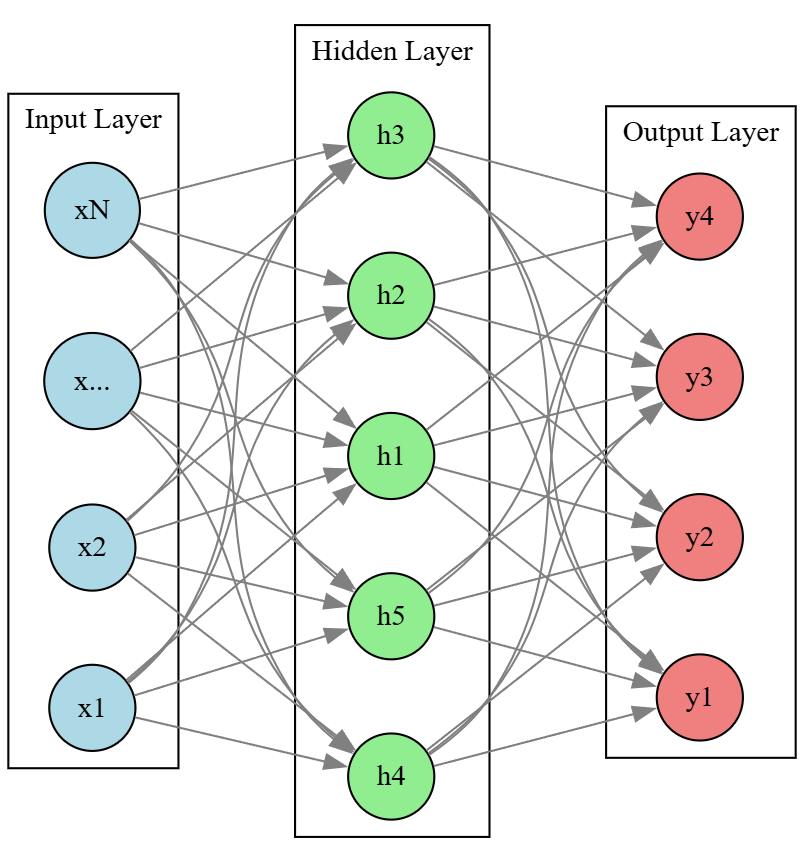 Input Layer
xN
x...
x2
x1
Hidden Layer
h3
h2
h1
h5
h4
Output Layer
y4
y3
y2
y1